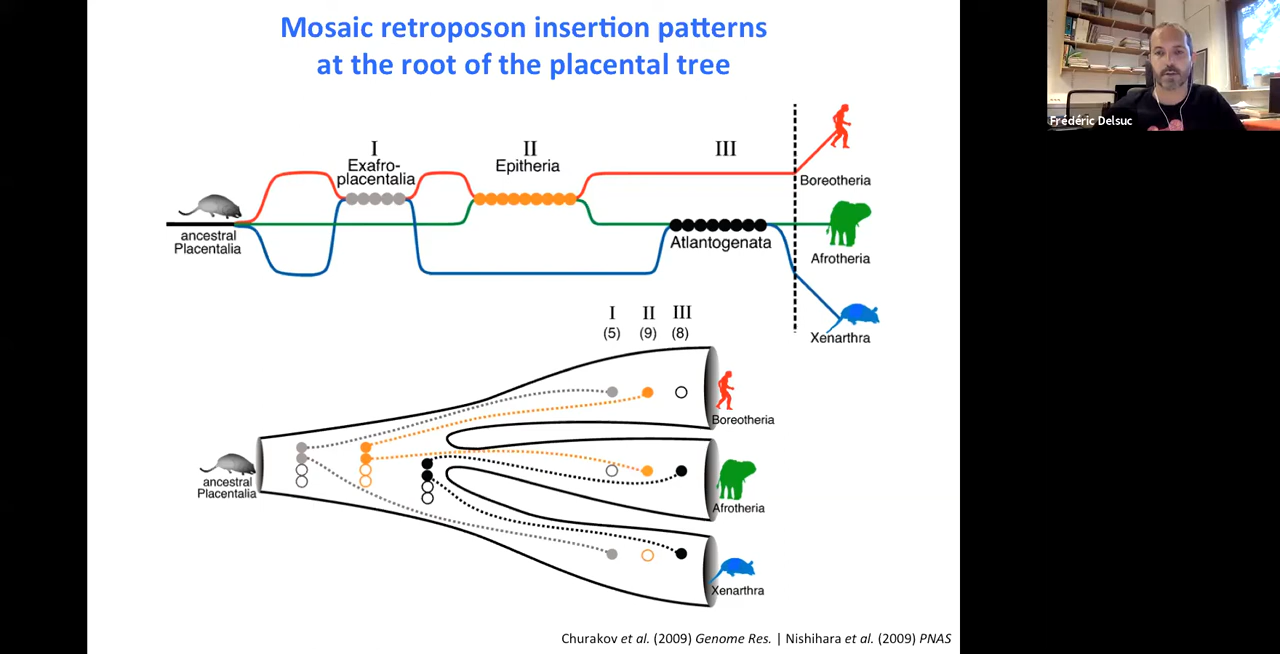 Mosaic retroposon insertion patterns
at the root of the placental tree
Frédéric Delsuc
I
Exafro-
placentalia
II
Epitheria
III
Boreotheria
ancestral
Placentalia
Atlantogenata
Afrotheria
Xenarthra
I II III
(5) (9) (8)
Boreotheria
ancestral
Placentalia
Afrotheria
Xenarthra
Churakov et al. (2009) Genome Res. | Nishihara et al. (2009) PNAS